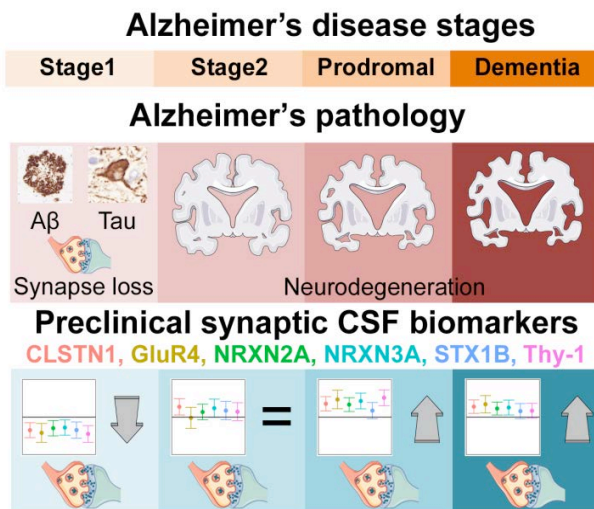 Alzheimer's disease stages
Stage1 Stage2 Prodromal Dementia
Alzheimer's pathology
Aβ Tau
Synapse loss Neurodegeneration
Preclinical synaptic CSF biomarkers
CLSTN1, GluR4, NRXN2A, NRXN3A, STX1B, Thy-1
=